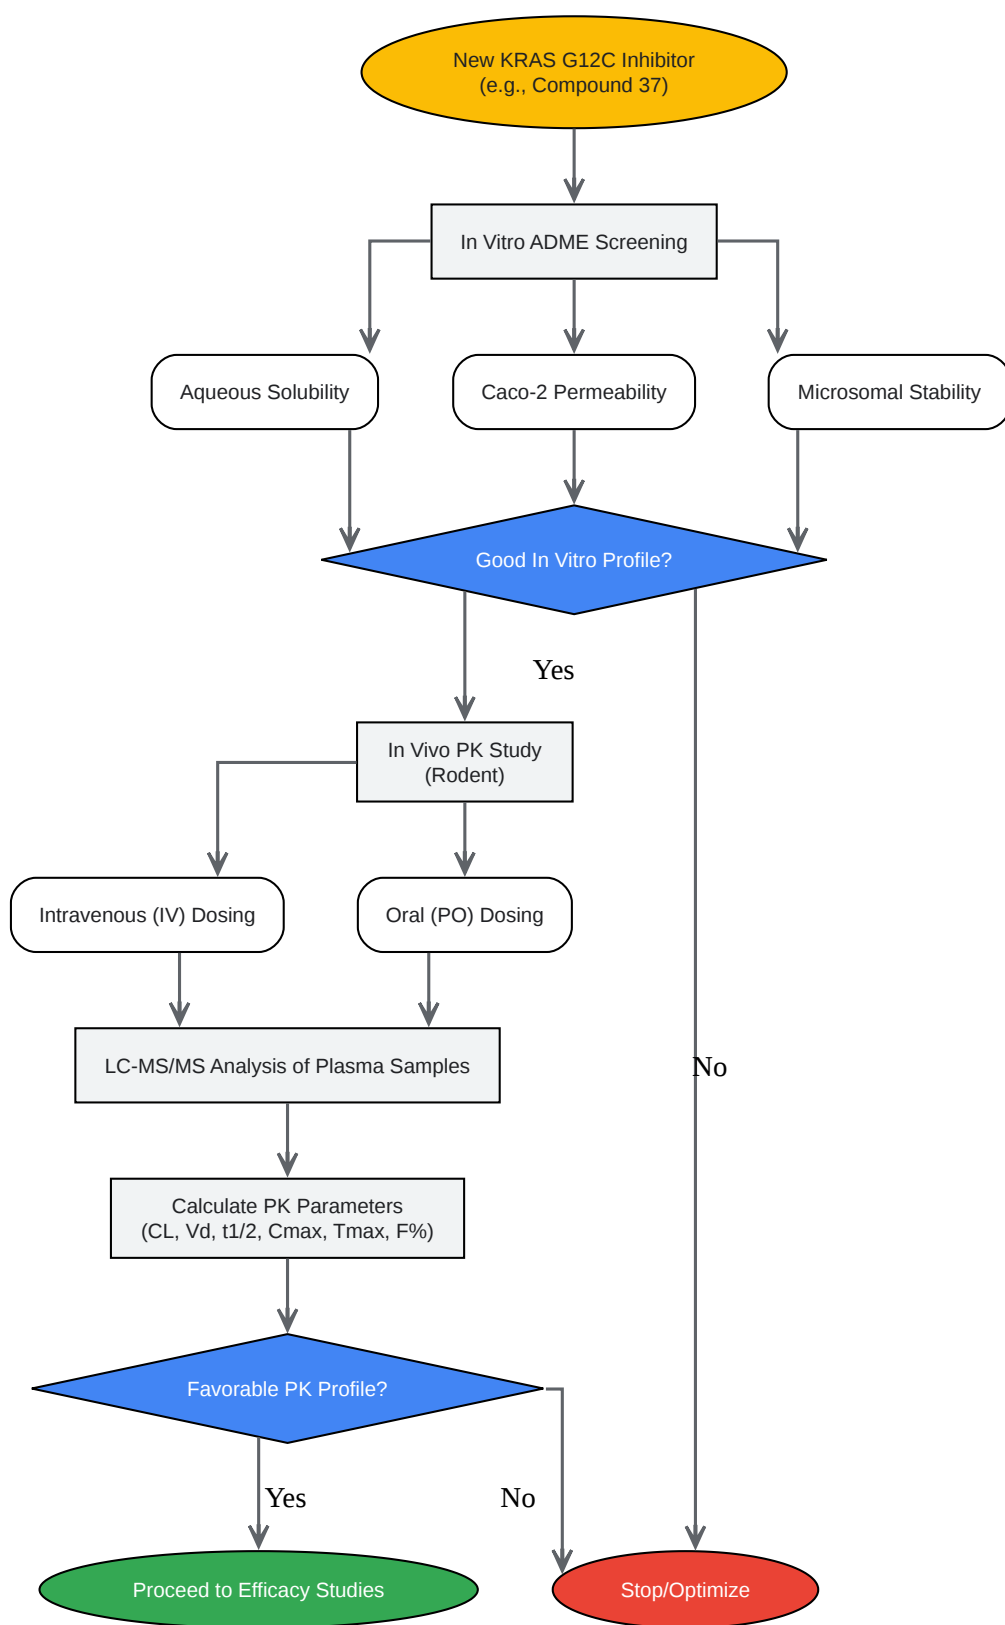 New KRAS G12C Inhibitor
(e.g., Compound 37)
In Vitro ADME Screening
Aqueous Solubility
Caco-2 Permeability
Microsomal Stability
Good In Vitro Profile?
Yes
In Vivo PK Study
(Rodent)
Intravenous (IV) Dosing
Oral (PO) Dosing
LC-MS/MS Analysis of Plasma Samples
No
Calculate PK Parameters
(CL, Vd, t1/2, Cmax, Tmax, F%)
Favorable PK Profile?
Yes
No
Proceed to Efficacy Studies
Stop/Optimize